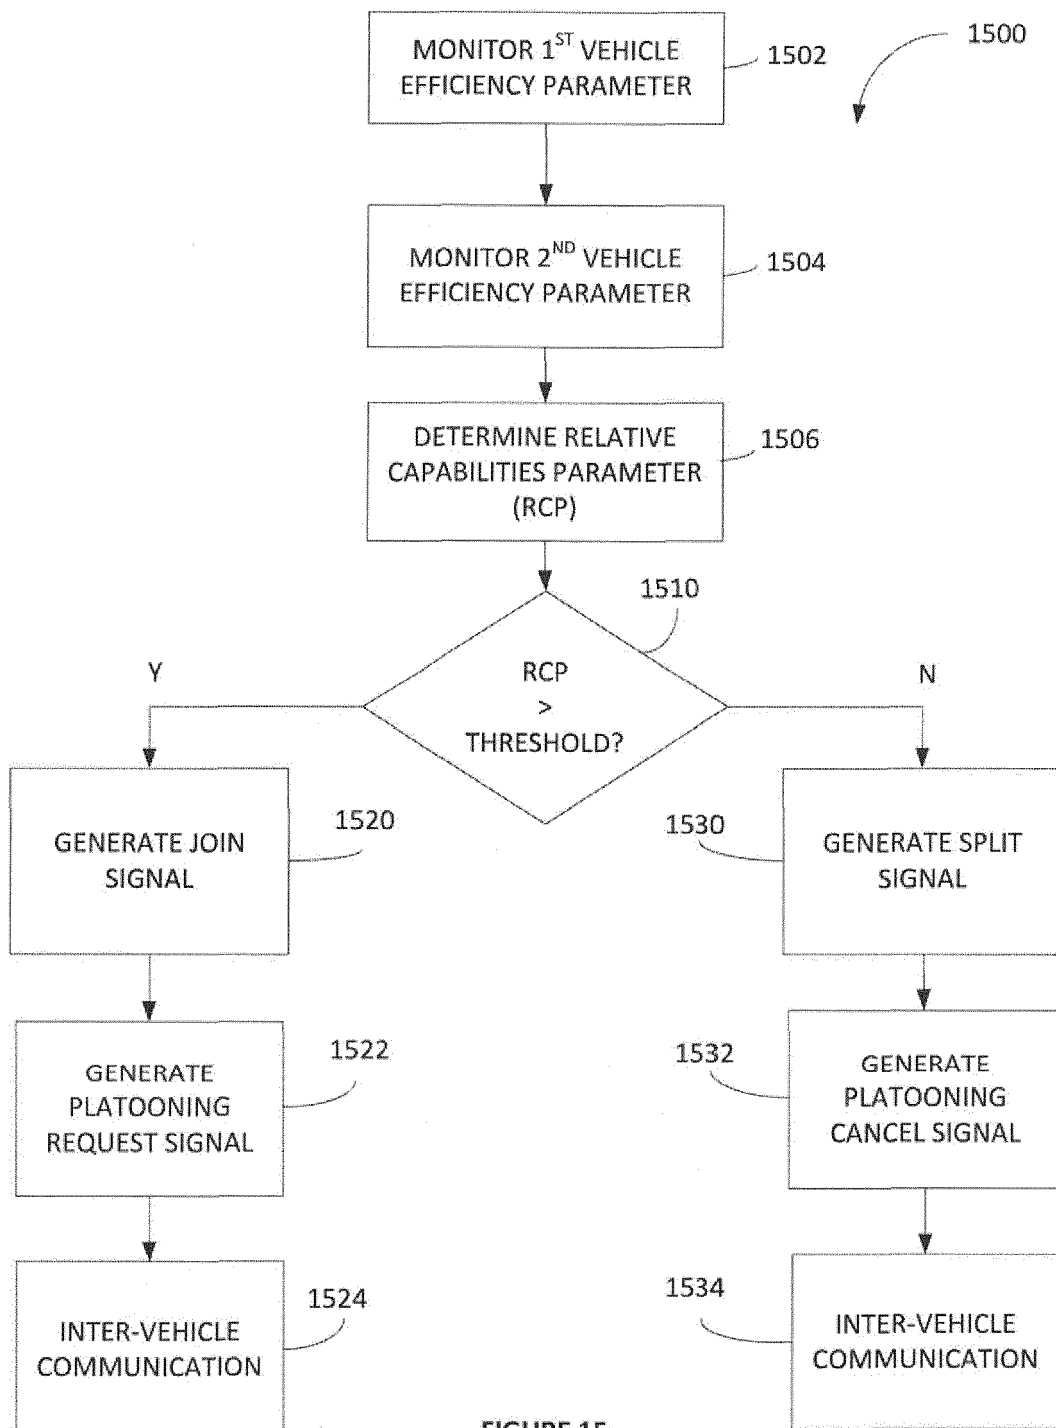 MONITOR 1ST VEHICLE
EFFICIENCY PARAMETER
1502
1500
MONITOR 2ND VEHICLE
EFFICIENCY PARAMETER
1504
DETERMINE RELATIVE
CAPABILITIES PARAMETER
(RCP)
1506
1510
RCP
>
THRESHOLD?
Y
N
GENERATE JOIN
SIGNAL
1520
1530
GENERATE SPLIT
SIGNAL
GENERATE
PLATOONING
REQUEST SIGNAL
1522
1532
GENERATE
PLATOONING
CANCEL SIGNAL
INTER-VEHICLE
COMMUNICATION
1524
1534
INTER-VEHICLE
COMMUNICATION
FIGURE 15